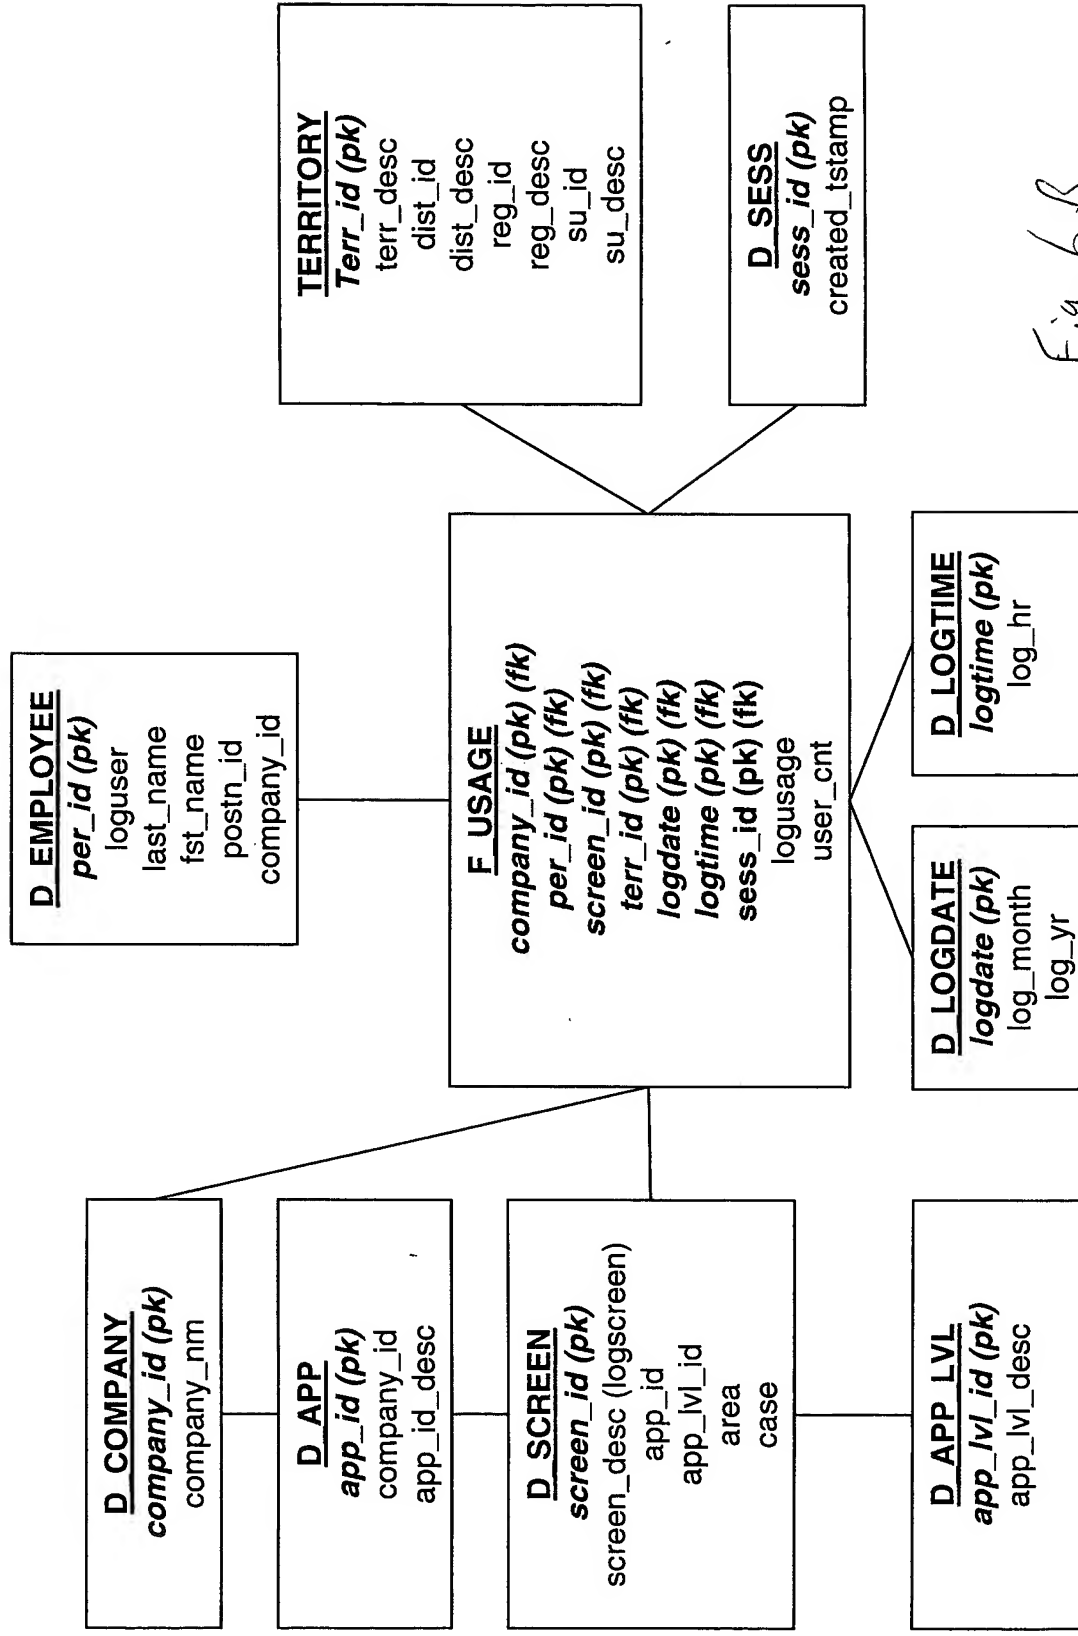 D_COMPANY
company_id (pk)
company_nm
D_APP
app_id (pk)
company_id
app_id_desc
D_SCREEN
screen_id (pk)
screen_desc (logscreen)
app_id
app_lvl_id
area
case
D_APP_LVL
app_lvl_id (pk)
app_lvl_desc
D_EMPLOYEE
per_id (pk)
loguser
last_name
fst_name
postn_id
company_id
F_USAGE
company_id (pk) (fk)
per_id (pk) (fk)
screen_id (pk) (fk)
terr_id (pk) (fk)
logdate (pk) (fk)
logtime (pk) (fk)
sess_id (pk) (fk)
logusage
user_cnt
D_LOGDATE
logdate (pk)
log_month
log_yr
D_LOGTIME
logtime (pk)
log_hr
TERRITORY
Terr_id (pk)
terr_desc
dist_id
dist_desc
reg_id
reg_desc
su_id
su_desc
D_SESS
sess_id (pk)
created_tstamp
Fig. 6B